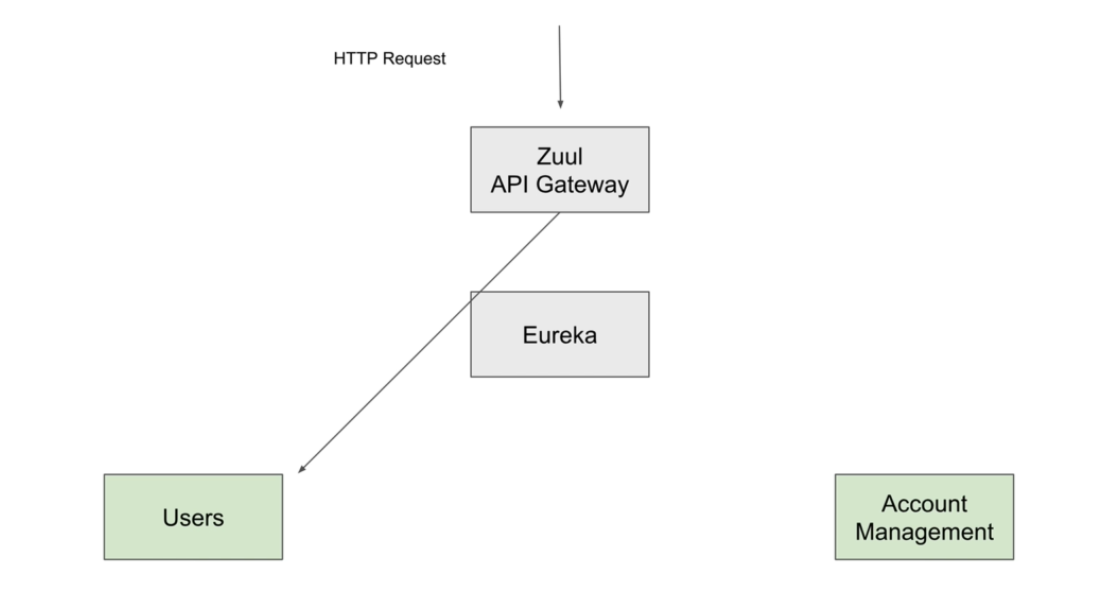 HTTP Request
Zuul
API Gateway
Eureka
Users
Account
Management